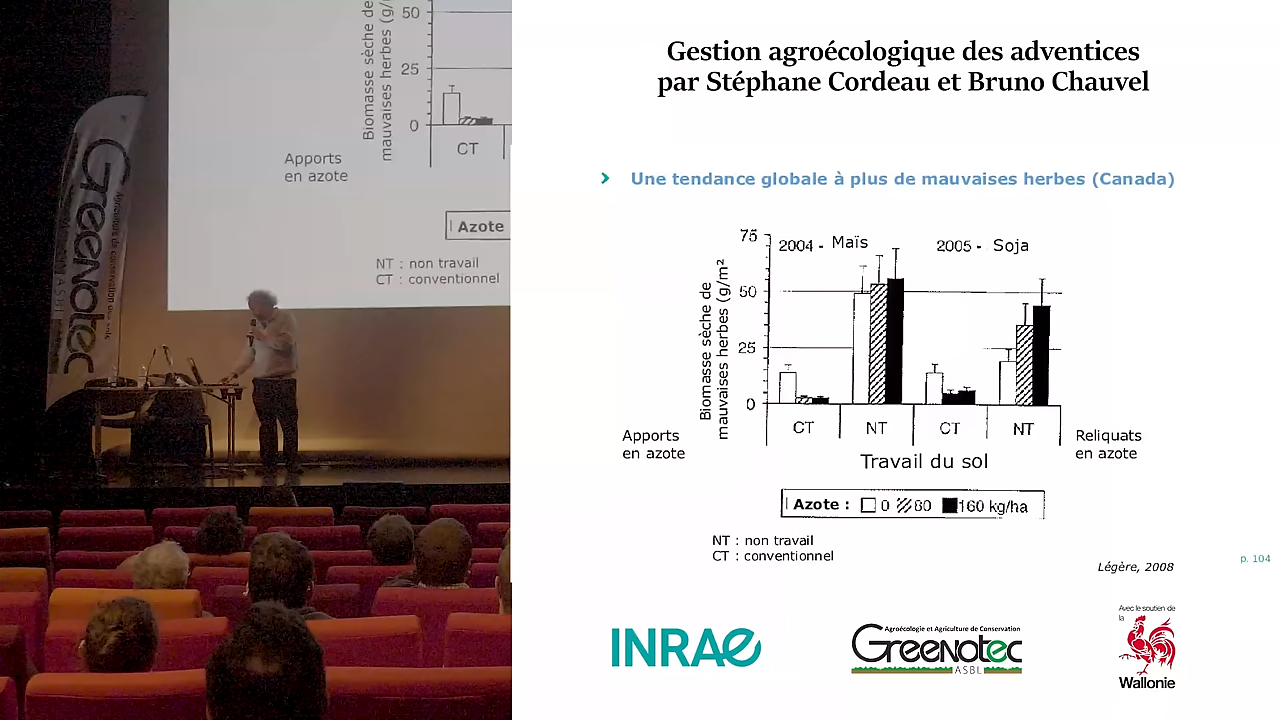 50
25
0
Biomasse sèche de
mauvaises herbes (g/
CT
Apports
en azote
Azote
NT : non travail
CT : conventionnel
Greenotec
Gestion agroécologique des adventices
par Stéphane Cordeau et Bruno Chauvel
Une tendance globale à plus de mauvaises herbes (Canada)
75
50
25
0
2004 - Maïs
2005 - Soja
Biomasse sèche de
mauvaises herbes (g/m²
CT
NT
CT
NT
Apports
en azote
Travail du sol
Reliquats
en azote
Azote : 0 80 160 kg/ha
NT : non travail
CT : conventionnel
Légère, 2008
p. 104
INRAE
Agroécologie et Agriculture de Conservation
Greenotec
ASBL
Avec le soutien de
la
Wallonie